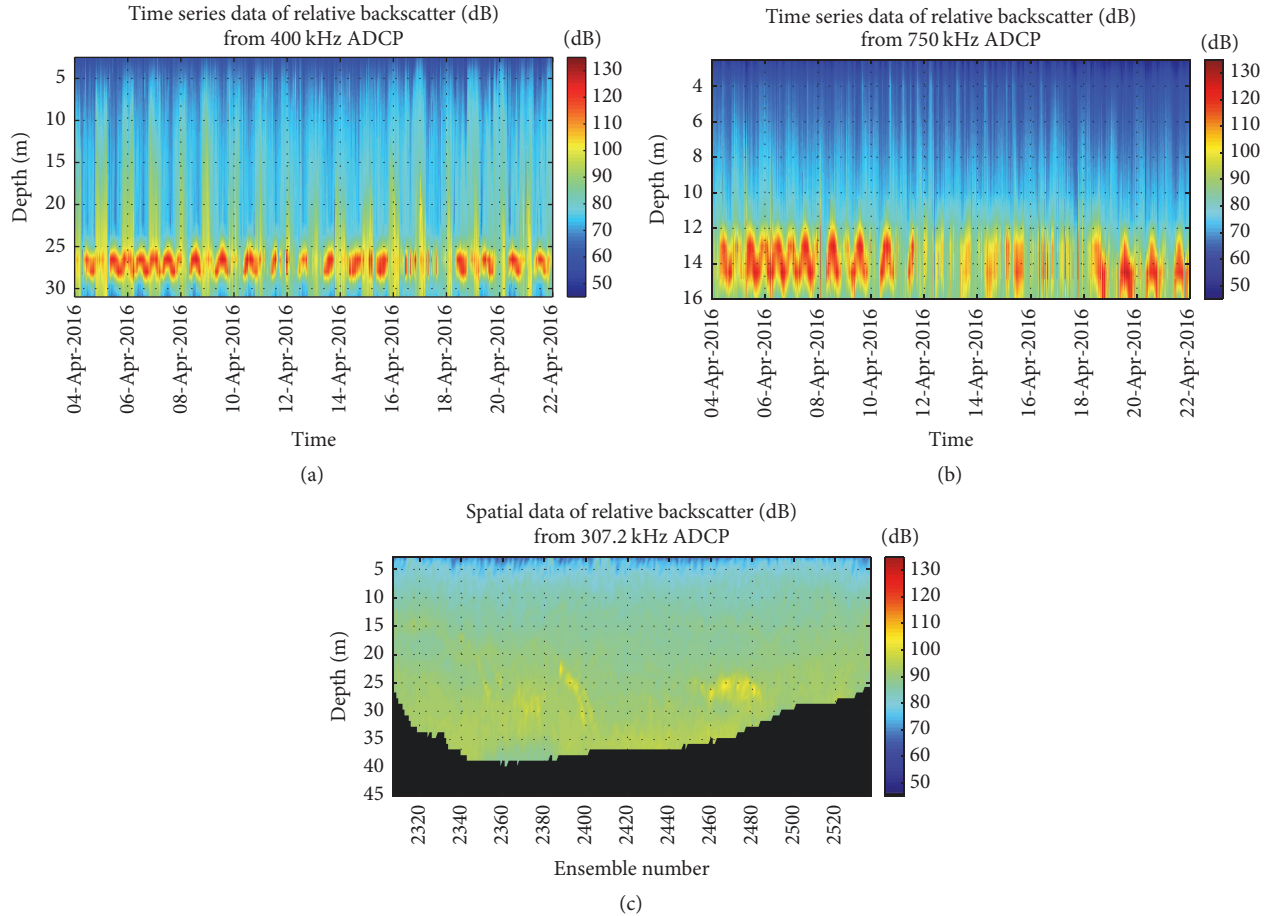 Time series data of relative backscatter (dB)
from 400 kHz ADCP
(dB)
Depth (m)
5
10
15
20
25
30
130
120
110
100
90
80
70
60
50
04-Apr-2016
06-Apr-2016
08-Apr-2016
10-Apr-2016
12-Apr-2016
14-Apr-2016
16-Apr-2016
18-Apr-2016
20-Apr-2016
22-Apr-2016
Time
(a)
Time series data of relative backscatter (dB)
from 750 kHz ADCP
(dB)
Depth (m)
4
6
8
10
12
14
16
130
120
110
100
90
80
70
60
50
04-Apr-2016
06-Apr-2016
08-Apr-2016
10-Apr-2016
12-Apr-2016
14-Apr-2016
16-Apr-2016
18-Apr-2016
20-Apr-2016
22-Apr-2016
Time
(b)
Spatial data of relative backscatter (dB)
from 307.2 kHz ADCP
(dB)
Depth (m)
5
10
15
20
25
30
35
40
45
130
120
110
100
90
80
70
60
50
2320
2340
2360
2380
2400
2420
2440
2460
2480
2500
2520
Ensemble number
(c)